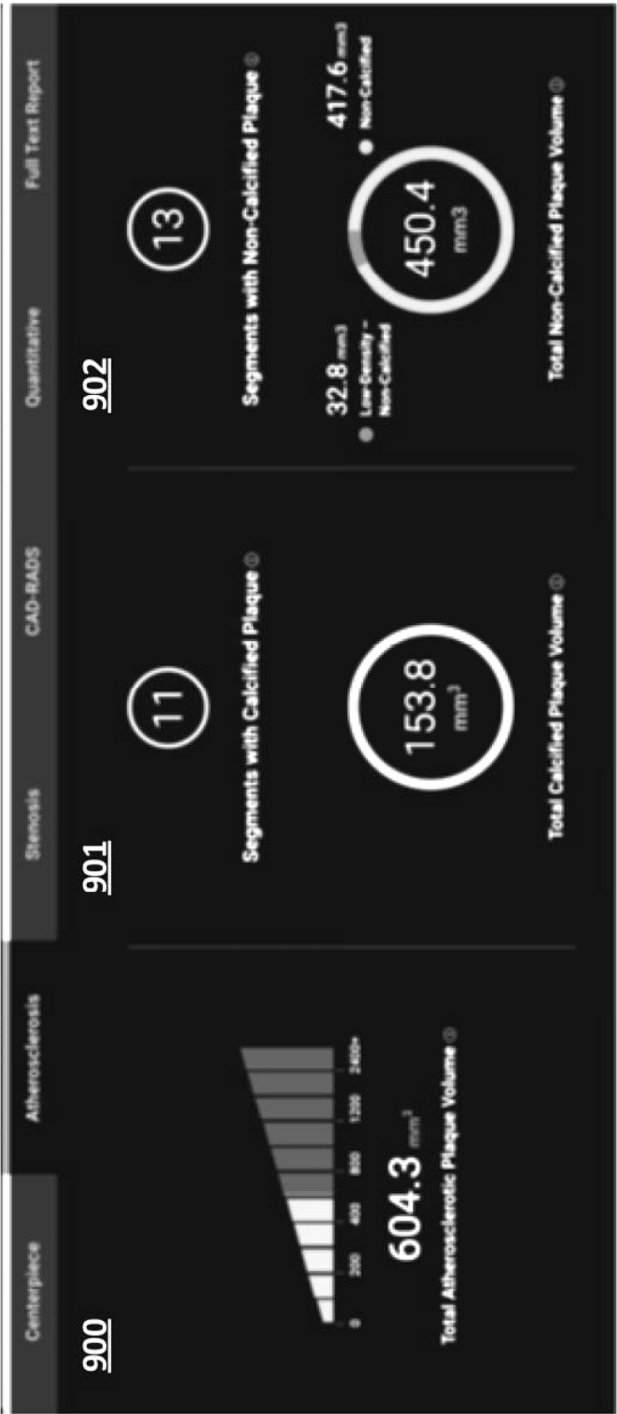 Centerpiece
Atherosclerosis
Stenosis
CAD-RADS
Quantitative
Full Text Report
900
0
200
400
800
1200
2400+
604.3 mm³
Total Atherosclerotic Plaque Volume
901
11
Segments with Calcified Plaque
153.8
mm³
Total Calcified Plaque Volume
902
13
Segments with Non-Calcified Plaque
32.8 mm3
Low-Density –
Non-Calcified
417.6 mm3
Non-Calcified
450.4
mm3
Total Non-Calcified Plaque Volume